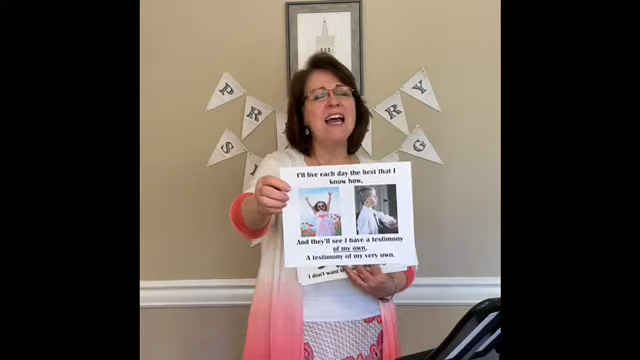 P R R Y
S I G
I'll live each day the best that I
know how,
And they'll see I have a testimony
of my own.
A testimony of my very own.
I don't want